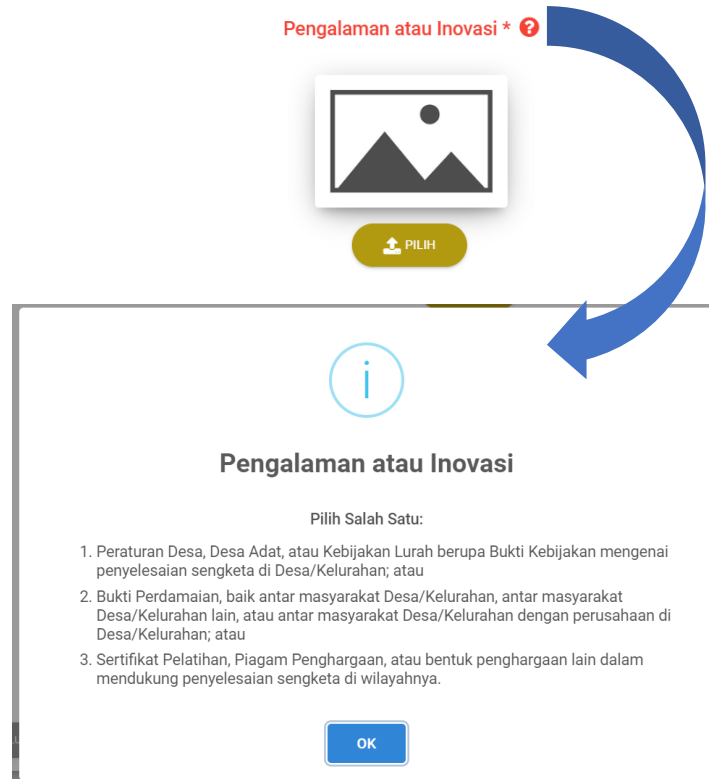 Pengalaman atau Inovasi *
PILIH
i
Pengalaman atau Inovasi
Pilih Salah Satu:
1. Peraturan Desa, Desa Adat, atau Kebijakan Lurah berupa Bukti Kebijakan mengenai
penyelesaian sengketa di Desa/Kelurahan; atau
2. Bukti Perdamaian, baik antar masyarakat Desa/Kelurahan, antar masyarakat
Desa/Kelurahan lain, atau antar masyarakat Desa/Kelurahan dengan perusahaan di
Desa/Kelurahan; atau
3. Sertifikat Pelatihan, Piagam Penghargaan, atau bentuk penghargaan lain dalam
mendukung penyelesaian sengketa di wilayahnya.
OK